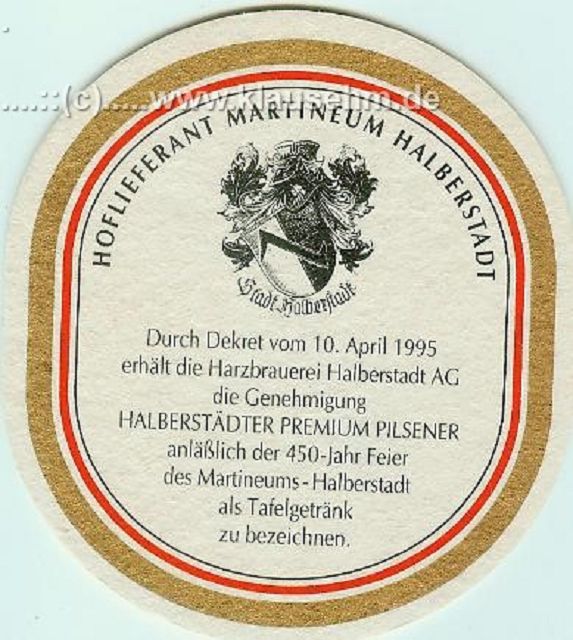 .....::(c).....www.klausehm.de
HOFLIEFERANT MARTINEUM HALBERSTADT
Stadt Halberstadt
Durch Dekret vom 10. April 1995
erhält die Harzbrauerei Halberstadt AG
die Genehmigung
HALBERSTÄDTER PREMIUM PILSENER
anläßlich der 450-Jahr Feier
des Martineums-Halberstadt
als Tafelgetränk
zu bezeichnen.